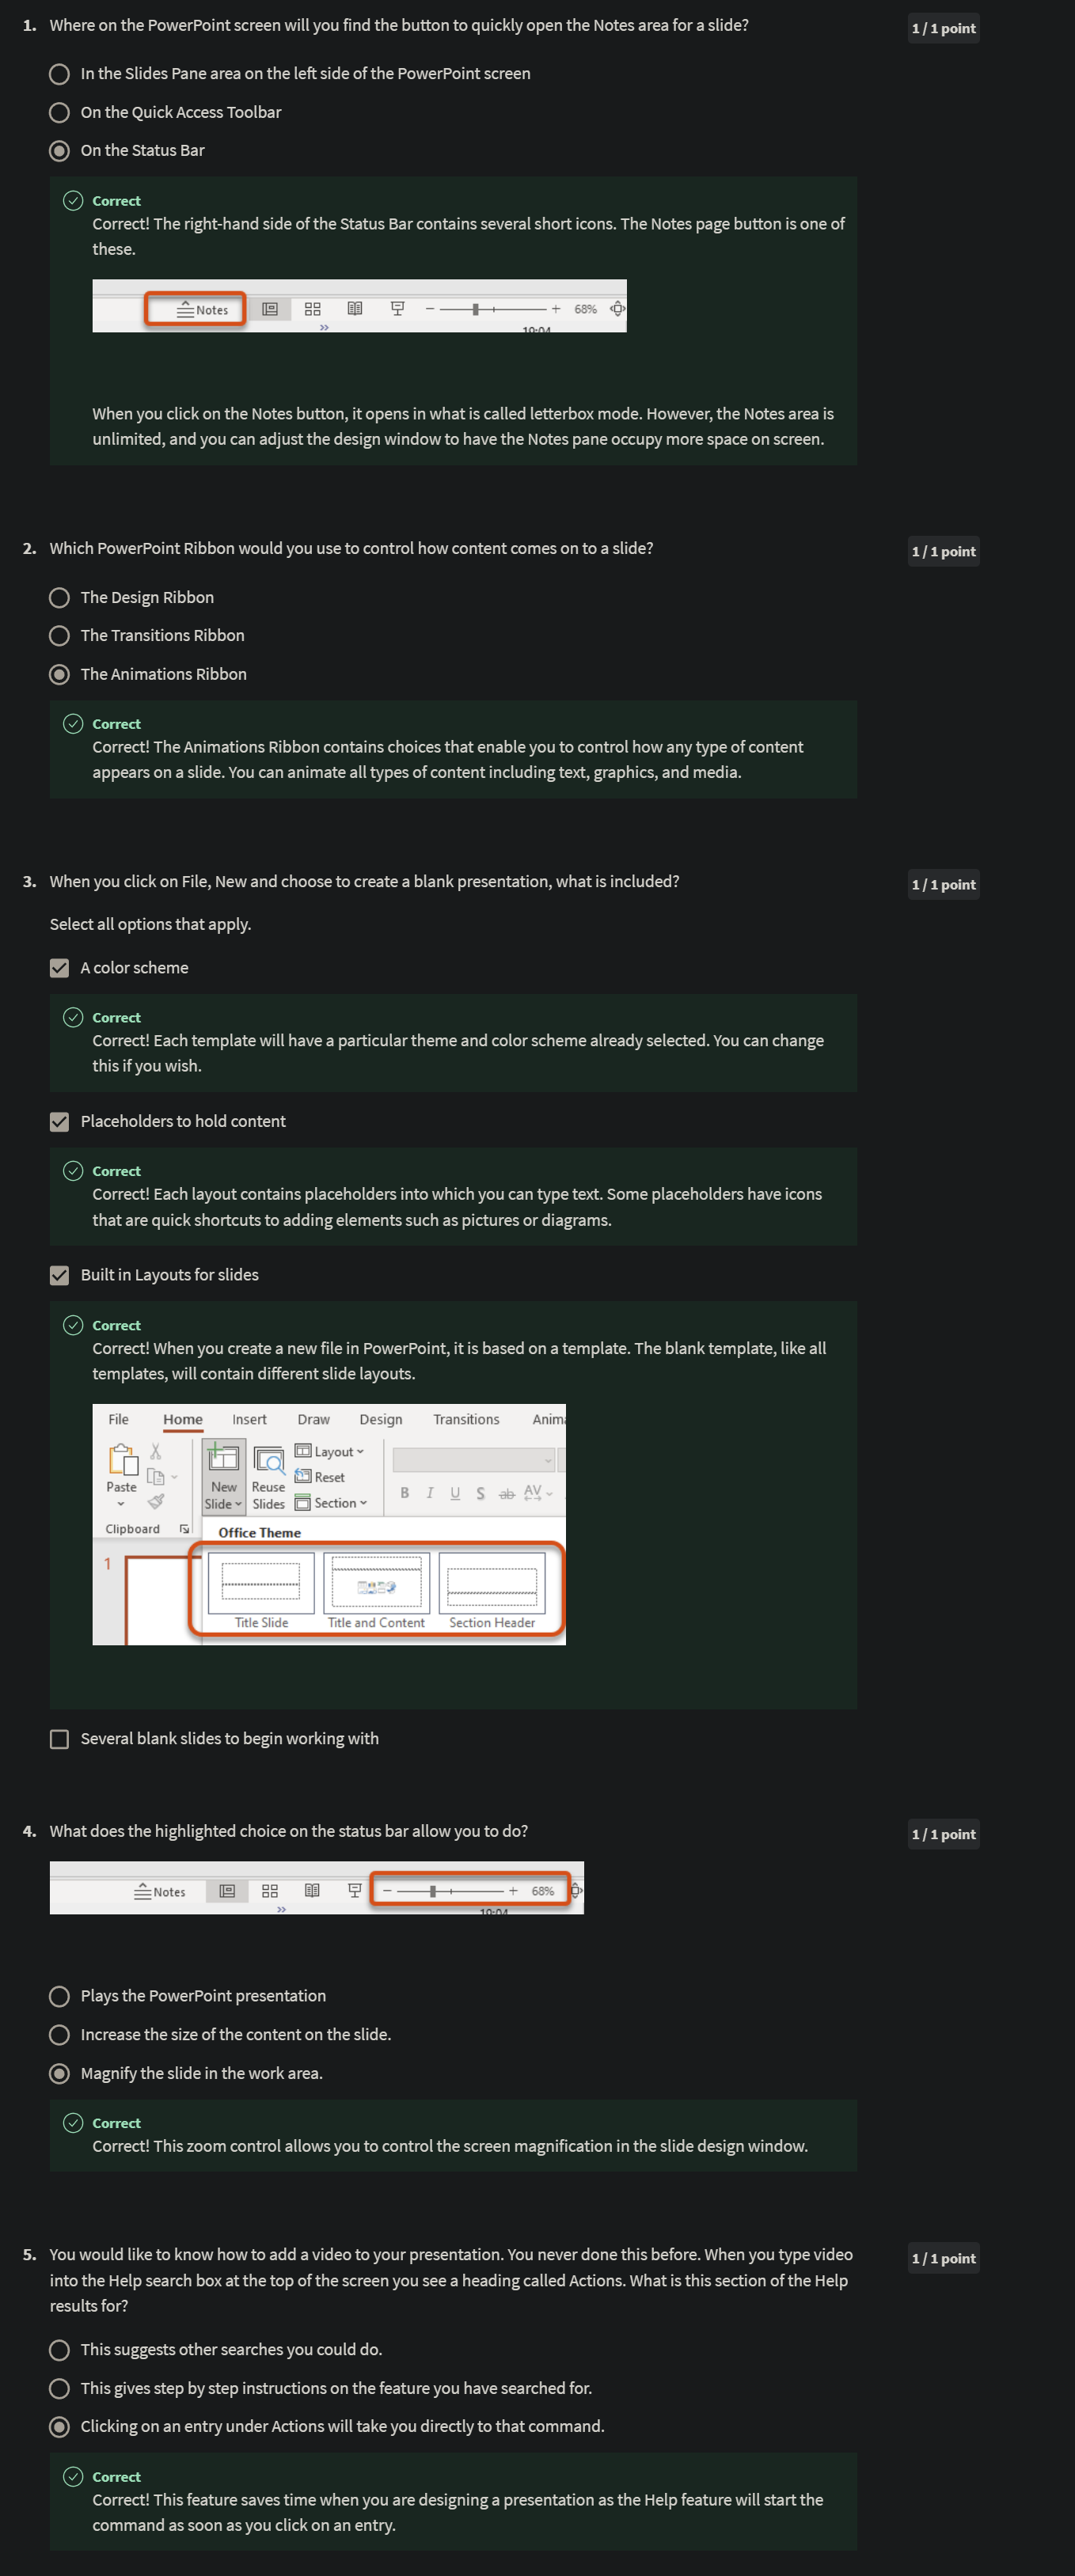 1. Where on the PowerPoint screen will you find the button to quickly open the Notes area for a slide?
1 / 1 point
In the Slides Pane area on the left side of the PowerPoint screen
On the Quick Access Toolbar
On the Status Bar
Correct
Correct! The right-hand side of the Status Bar contains several short icons. The Notes page button is one of
these.
Notes
68%
19:04
When you click on the Notes button, it opens in what is called letterbox mode. However, the Notes area is
unlimited, and you can adjust the design window to have the Notes pane occupy more space on screen.
2. Which PowerPoint Ribbon would you use to control how content comes on to a slide?
1 / 1 point
The Design Ribbon
The Transitions Ribbon
The Animations Ribbon
Correct
Correct! The Animations Ribbon contains choices that enable you to control how any type of content
appears on a slide. You can animate all types of content including text, graphics, and media.
3. When you click on File, New and choose to create a blank presentation, what is included?
1 / 1 point
Select all options that apply.
A color scheme
Correct
Correct! Each template will have a particular theme and color scheme already selected. You can change
this if you wish.
Placeholders to hold content
Correct
Correct! Each layout contains placeholders into which you can type text. Some placeholders have icons
that are quick shortcuts to adding elements such as pictures or diagrams.
Built in Layouts for slides
Correct
Correct! When you create a new file in PowerPoint, it is based on a template. The blank template, like all
templates, will contain different slide layouts.
File Home Insert Draw Design Transitions Anim
Paste
New Slide
Reuse Slides
Layout
Reset
Section
B I U S ab AV
Clipboard
Office Theme
1
Title Slide Title and Content Section Header
Several blank slides to begin working with
4. What does the highlighted choice on the status bar allow you to do?
1 / 1 point
Notes
68%
19:04
Plays the PowerPoint presentation
Increase the size of the content on the slide.
Magnify the slide in the work area.
Correct
Correct! This zoom control allows you to control the screen magnification in the slide design window.
5. You would like to know how to add a video to your presentation. You never done this before. When you type video
1 / 1 point
into the Help search box at the top of the screen you see a heading called Actions. What is this section of the Help
results for?
This suggests other searches you could do.
This gives step by step instructions on the feature you have searched for.
Clicking on an entry under Actions will take you directly to that command.
Correct
Correct! This feature saves time when you are designing a presentation as the Help feature will start the
command as soon as you click on an entry.